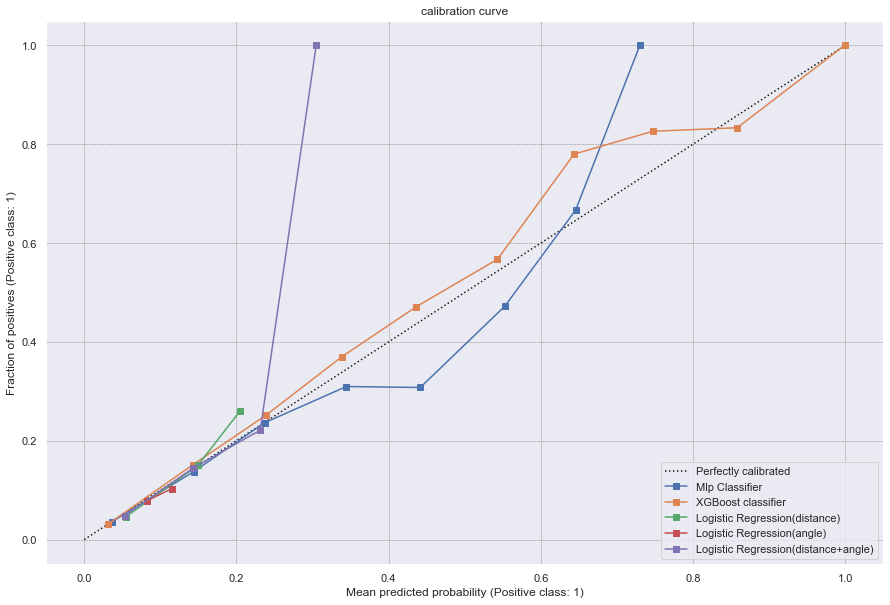 calibration curve
Fraction of positives (Positive class: 1)
1.0
0.8
0.6
0.4
0.2
0.0
0.0 0.2 0.4 0.6 0.8 1.0
Mean predicted probability (Positive class: 1)
Perfectly calibrated
Mlp Classifier
XGBoost classifier
Logistic Regression(distance)
Logistic Regression(angle)
Logistic Regression(distance+angle)